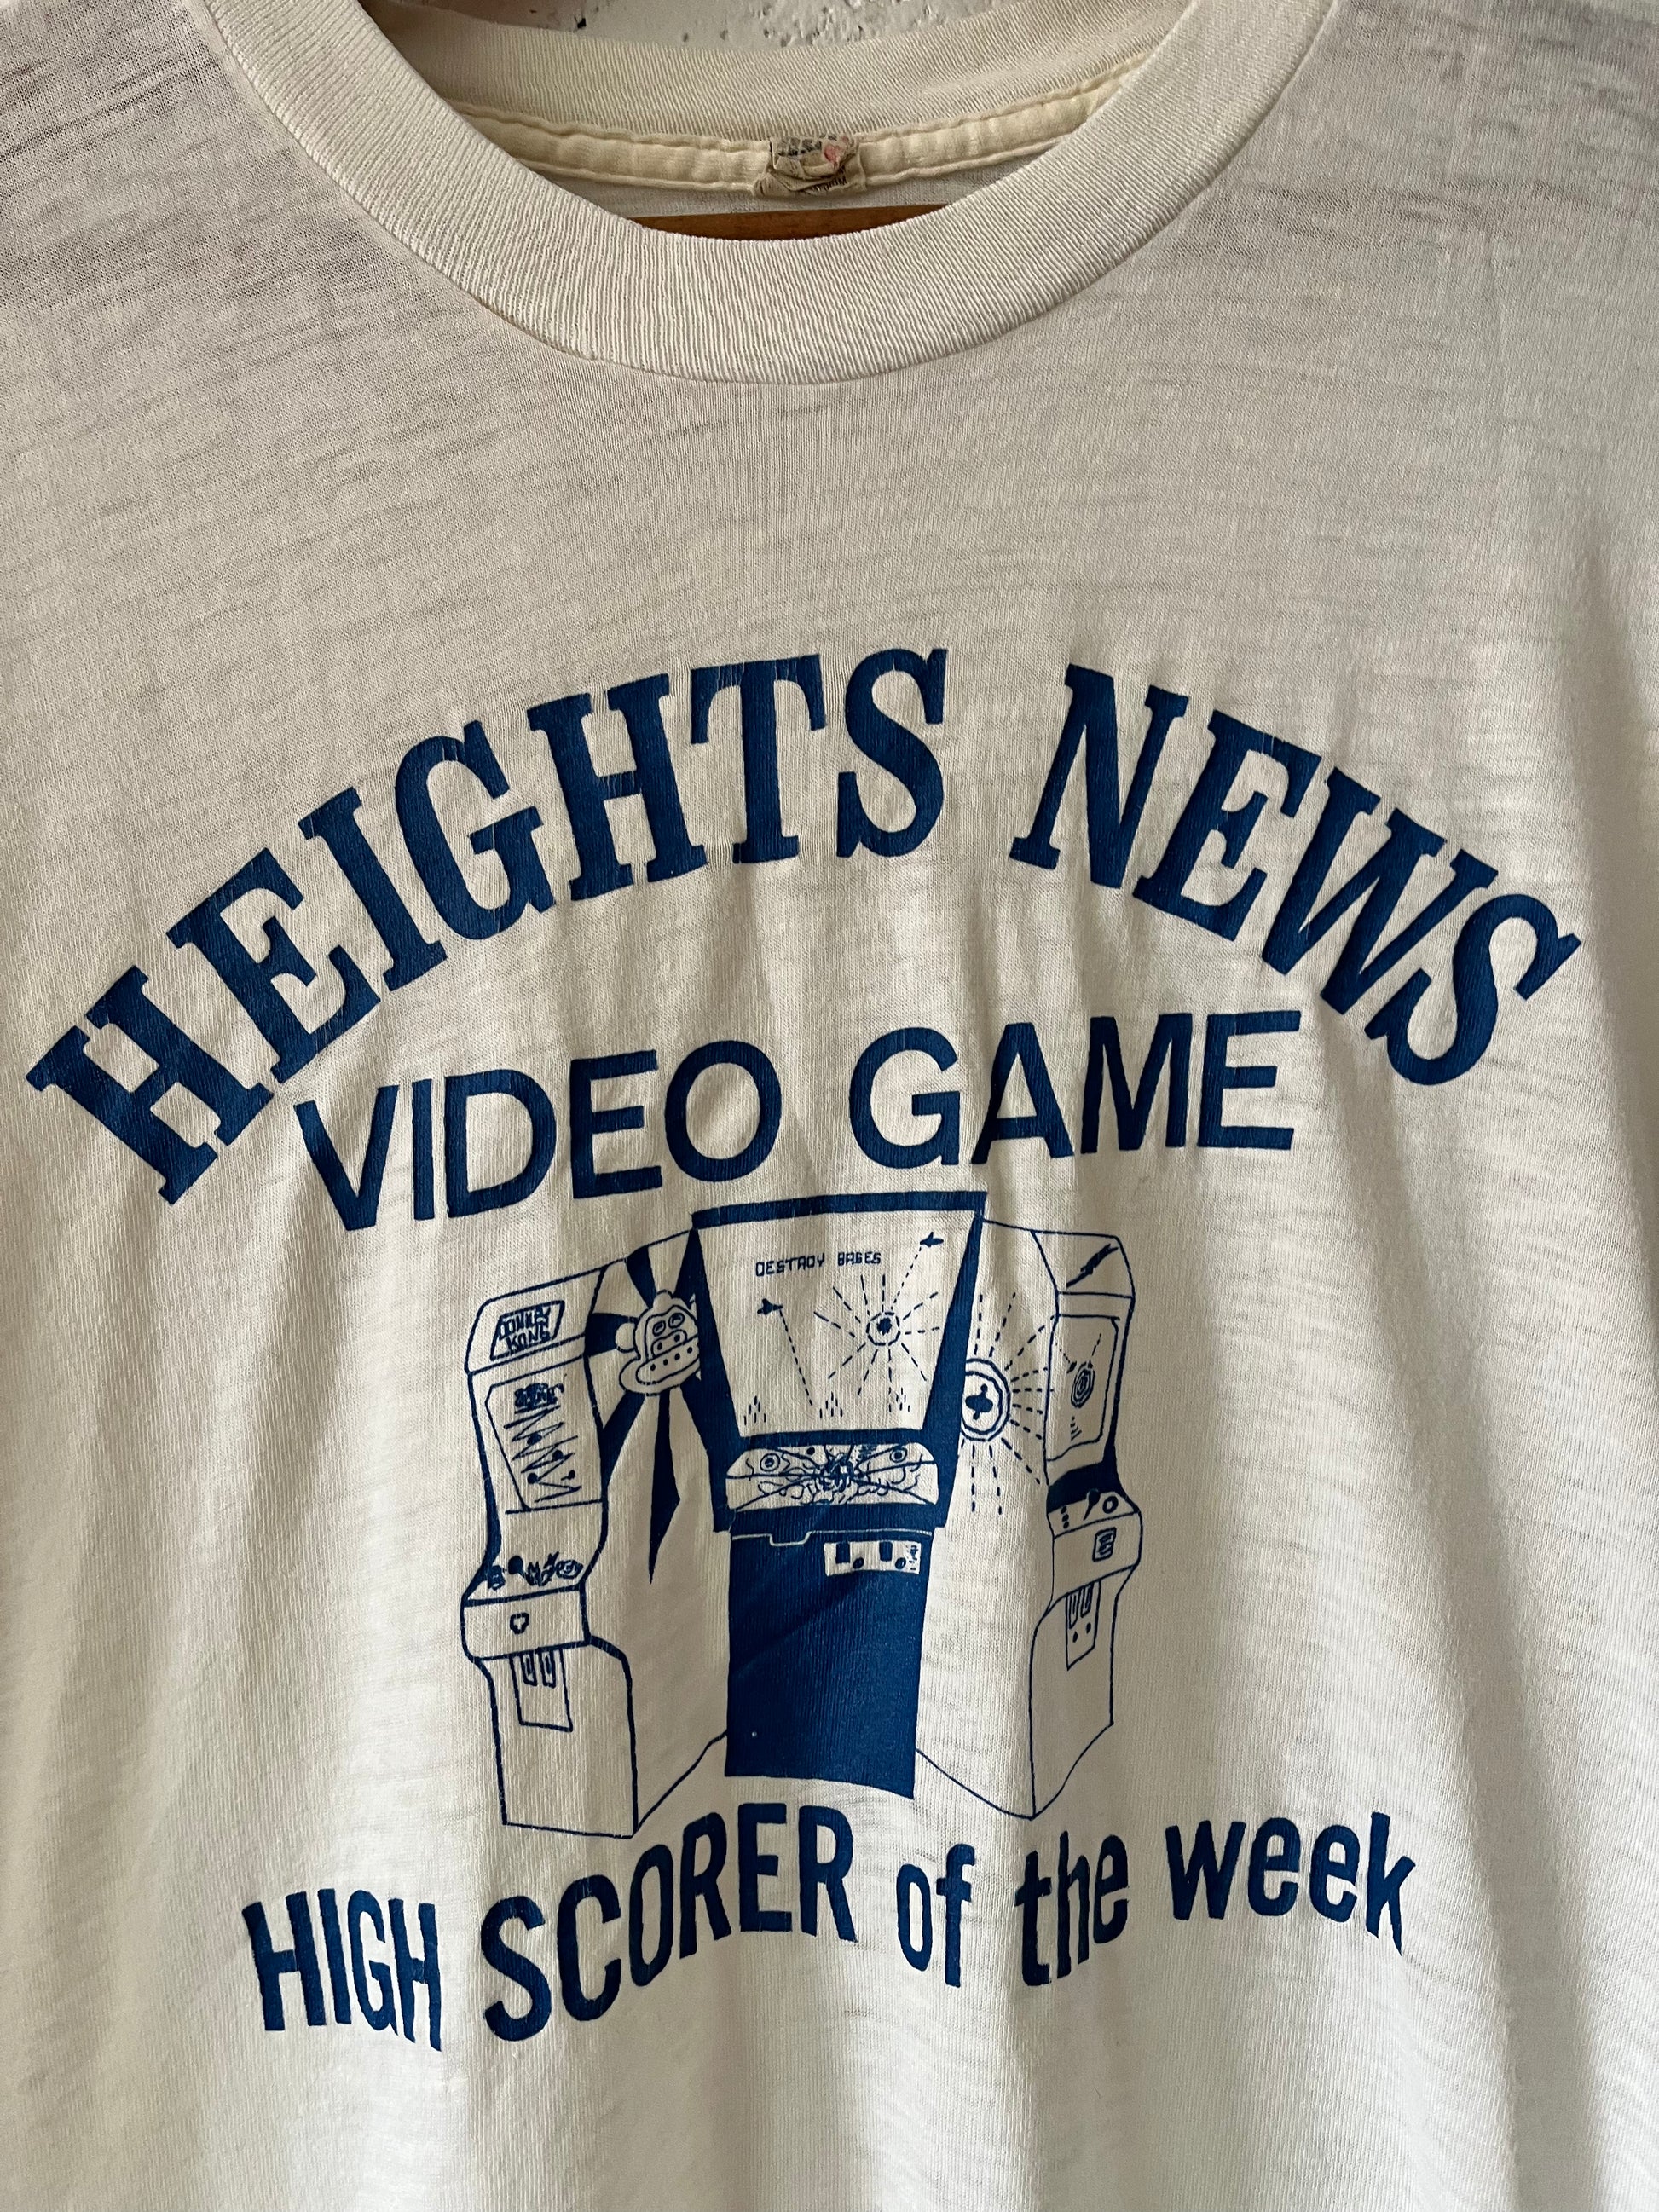 HEIGHTS NEWS
VIDEO GAME
DESTROY BASES
DONKEY
KONG
HIGH SCORER of the week